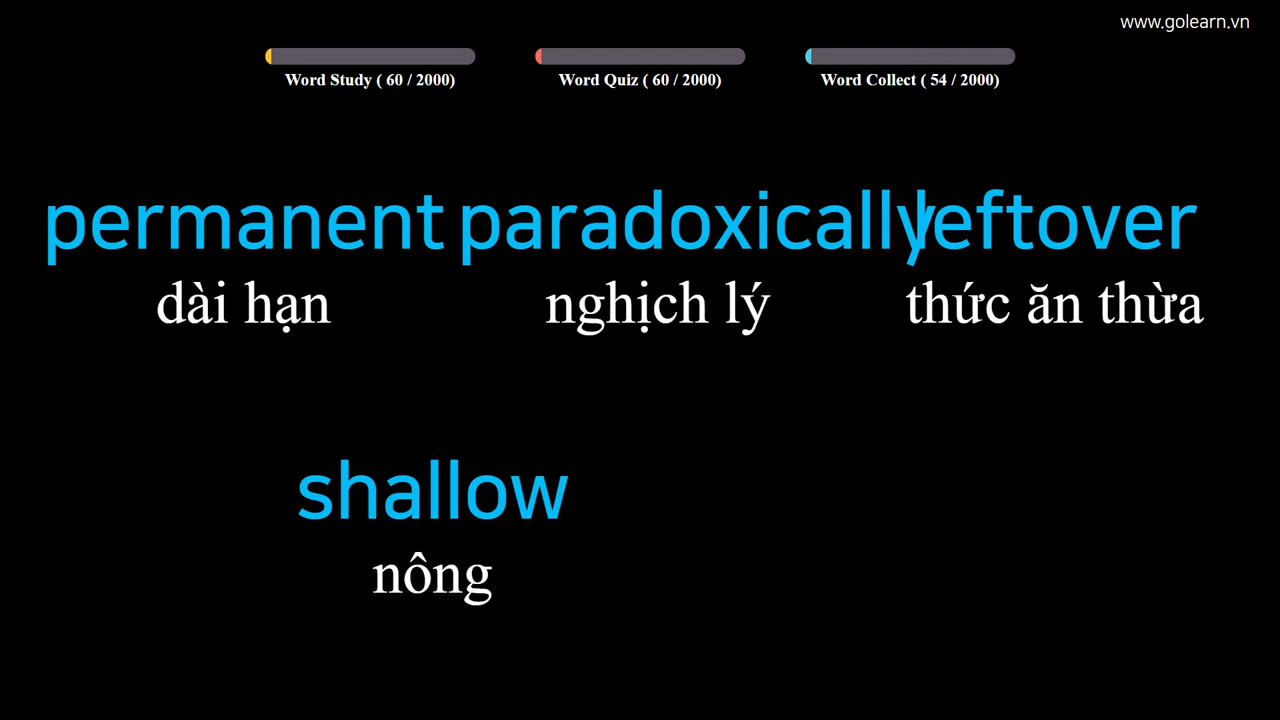 www.golearn.vn
Word Study ( 60 / 2000) Word Quiz ( 60 / 2000) Word Collect ( 54 / 2000)
permanent paradoxically leftover
dài hạn nghịch lý thức ăn thừa
shallow
nông